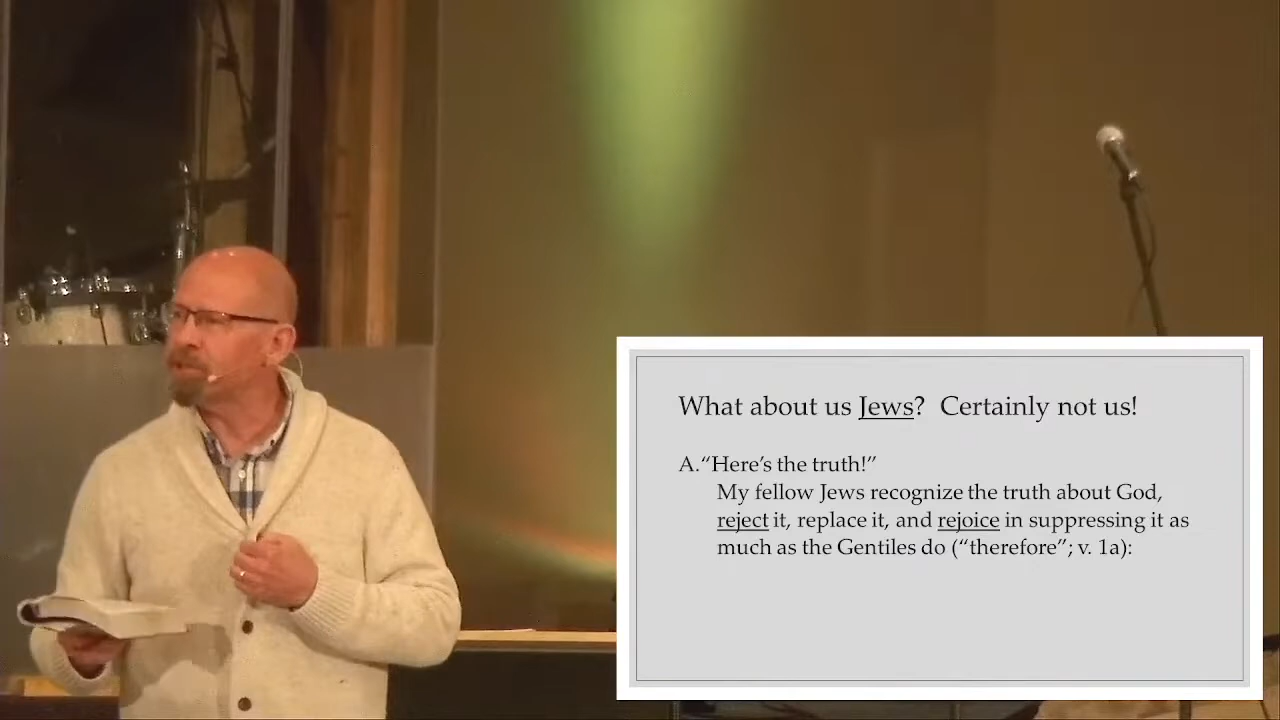 What about us Jews?  Certainly not us!
A.“Here’s the truth!”
My fellow Jews recognize the truth about God,
reject it, replace it, and rejoice in suppressing it as
much as the Gentiles do (“therefore”; v. 1a):